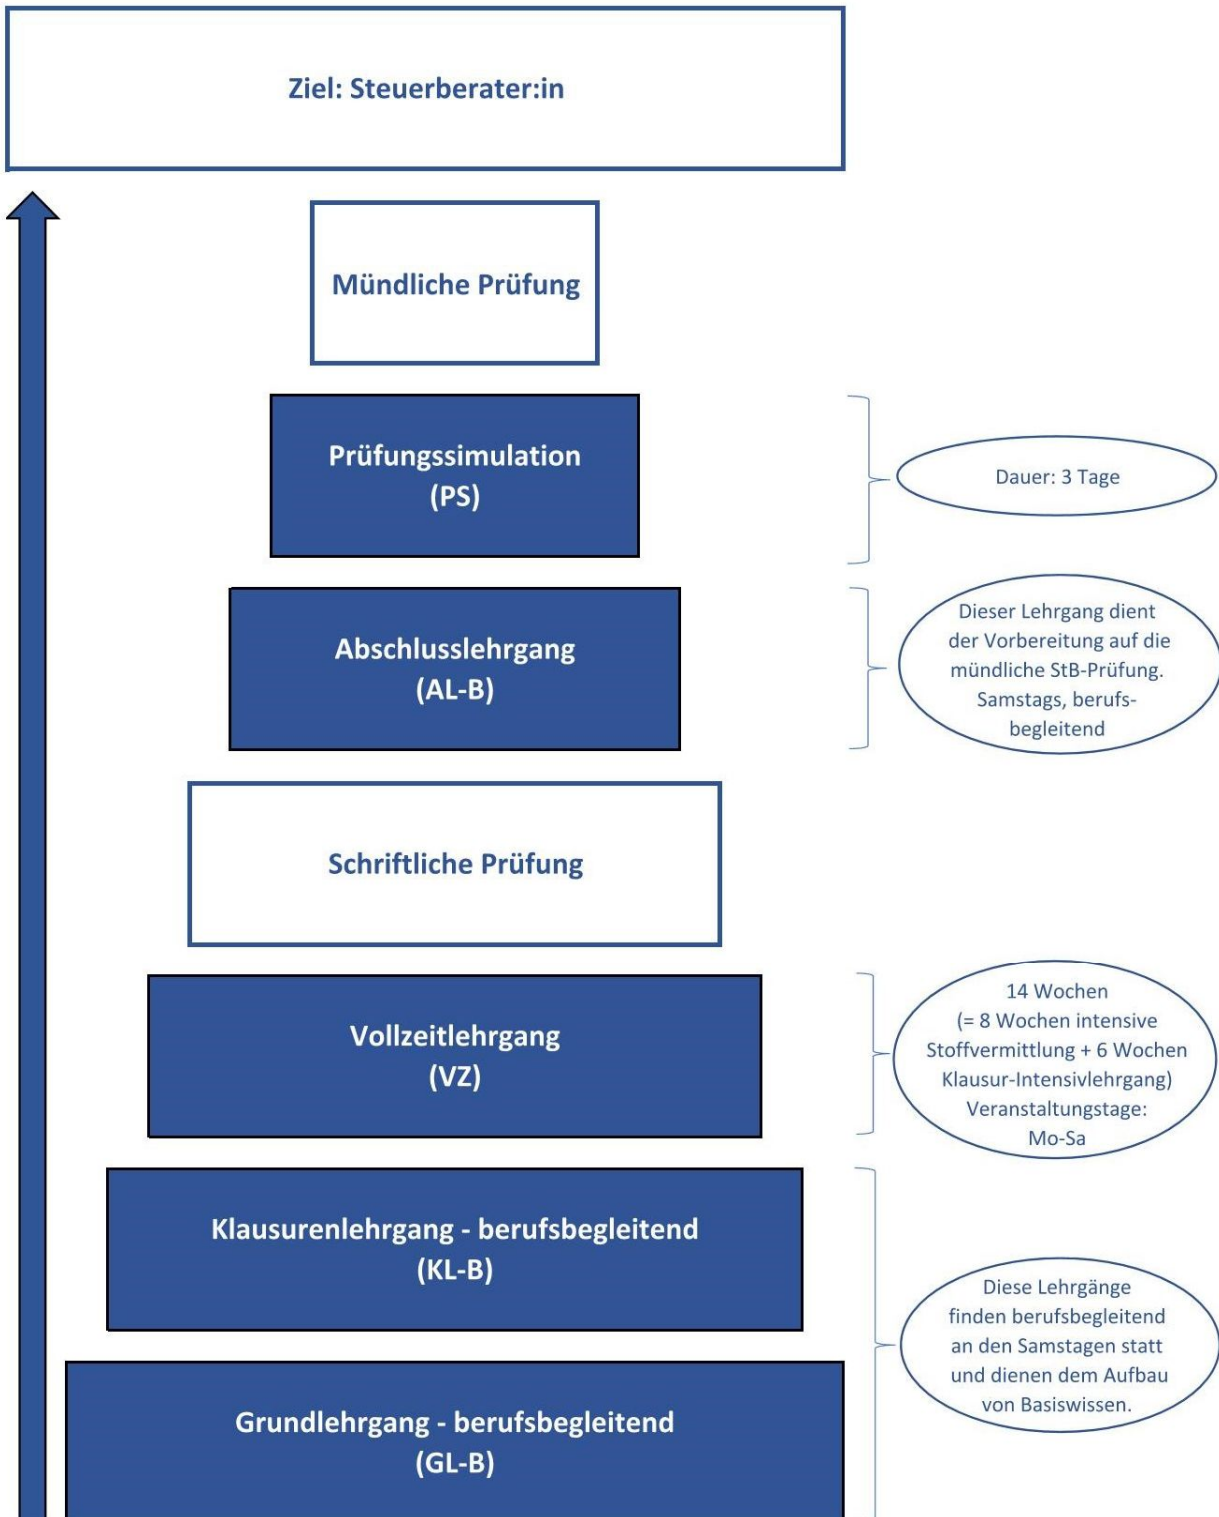 Ziel: Steuerberater:in
Mündliche Prüfung
Prüfungssimulation
(PS)
Dauer: 3 Tage
Abschlusslehrgang
(AL-B)
Dieser Lehrgang dient
der Vorbereitung auf die
mündliche StB-Prüfung.
Samstags, berufs-
begleitend
Schriftliche Prüfung
Vollzeitlehrgang
(VZ)
14 Wochen
(= 8 Wochen intensive
Stoffvermittlung + 6 Wochen
Klausur-Intensivlehrgang)
Veranstaltungstage:
Mo-Sa
Klausurenlehrgang - berufsbegleitend
(KL-B)
Diese Lehrgänge
finden berufsbegleitend
an den Samstagen statt
und dienen dem Aufbau
von Basiswissen.
Grundlehrgang - berufsbegleitend
(GL-B)